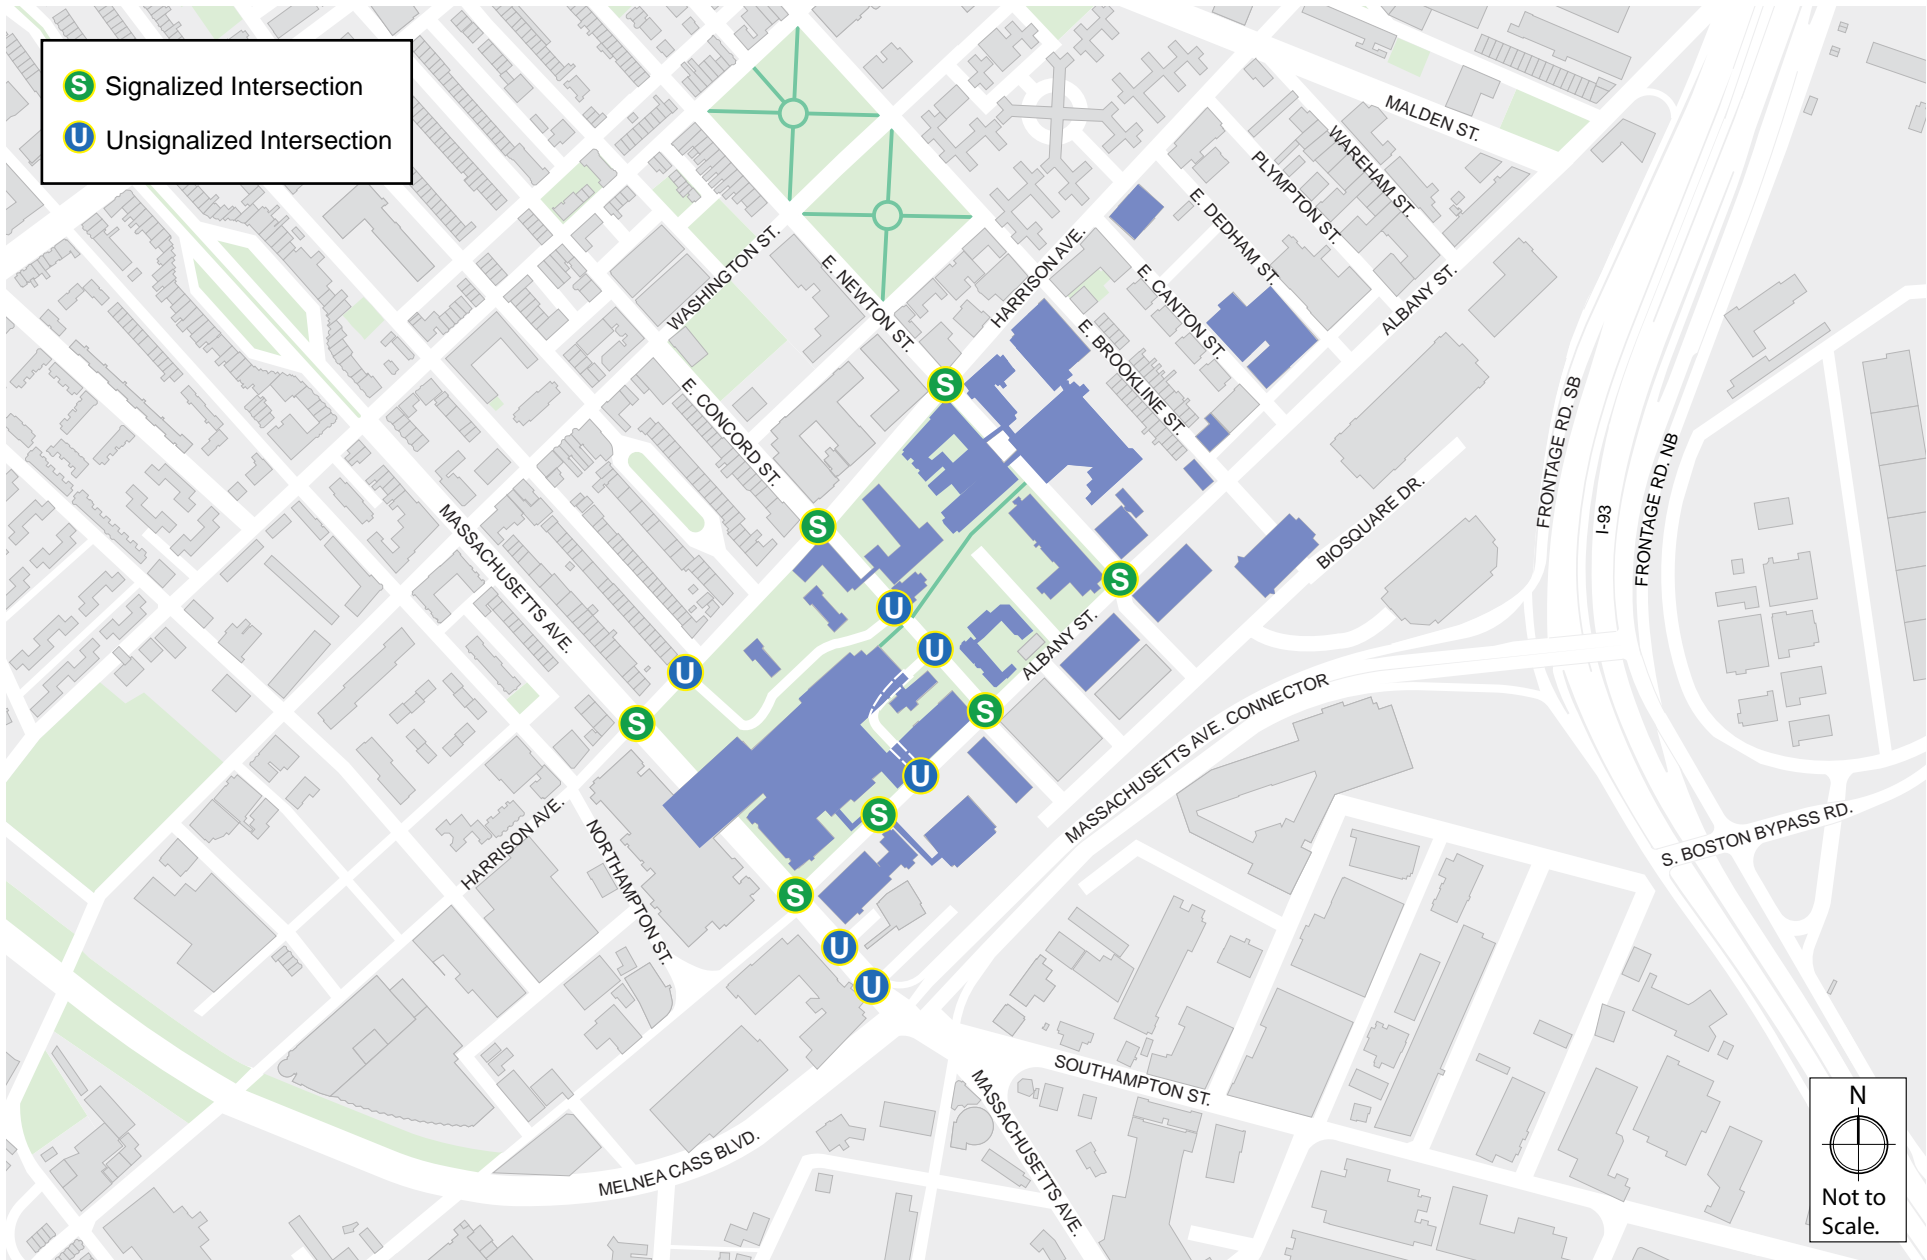 S Signalized Intersection
U Unsignalized Intersection
MALDEN ST.
WAREHAM ST.
PLYMPTON ST.
E. DEDHAM ST.
WASHINGTON ST.
E. NEWTON ST.
HARRISON AVE.
E. CANTON ST.
ALBANY ST.
E. BROOKLINE ST.
S
E. CONCORD ST.
FRONTAGE RD. SB
I-93
FRONTAGE RD. NB
BIOSQUARE DR.
MASSACHUSETTS AVE.
S
S
U
U
ALBANY ST.
U
S
S
MASSACHUSETTS AVE. CONNECTOR
U
S
HARRISON AVE.
NORTHAMPTON ST.
S. BOSTON BYPASS RD.
S
U
U
SOUTHAMPTON ST.
MASSACHUSETTS AVE.
MELNEA CASS BLVD.
N
Not to
Scale.